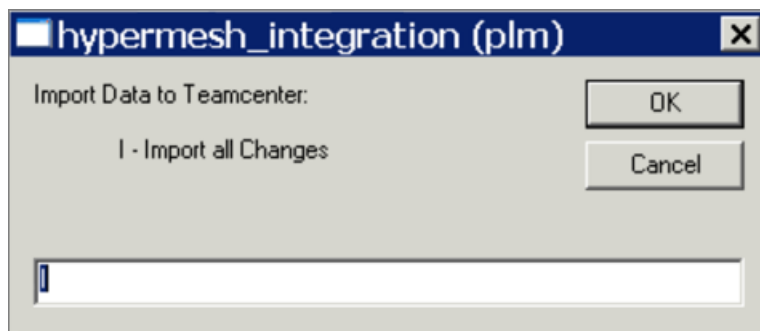 hypermesh_integration (plm)
Import Data to Teamcenter:
OK
I - Import all Changes
Cancel
I